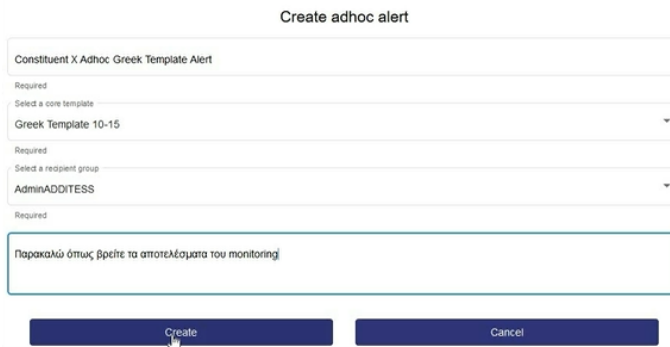 Create adhoc alert
Constituent X Adhoc Greek Template Alert
Required
Select a core template
Greek Template 10-15
Required
Select a recipient group
AdminADDITESS
Required
Παρακαλώ όπως βρείτε τα αποτελέσματα του monitoring
Create
Cancel